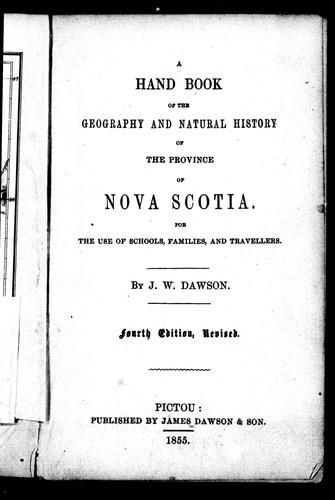 A
HAND BOOK
OF THE
GEOGRAPHY AND NATURAL HISTORY
OF
THE PROVINCE
OF
NOVA SCOTIA.
FOR
THE USE OF SCHOOLS, FAMILIES, AND TRAVELLERS.
BY J. W. DAWSON.
Fourth Edition, Revised.
PICTOU:
PUBLISHED BY JAMES DAWSON & SON.
1855.